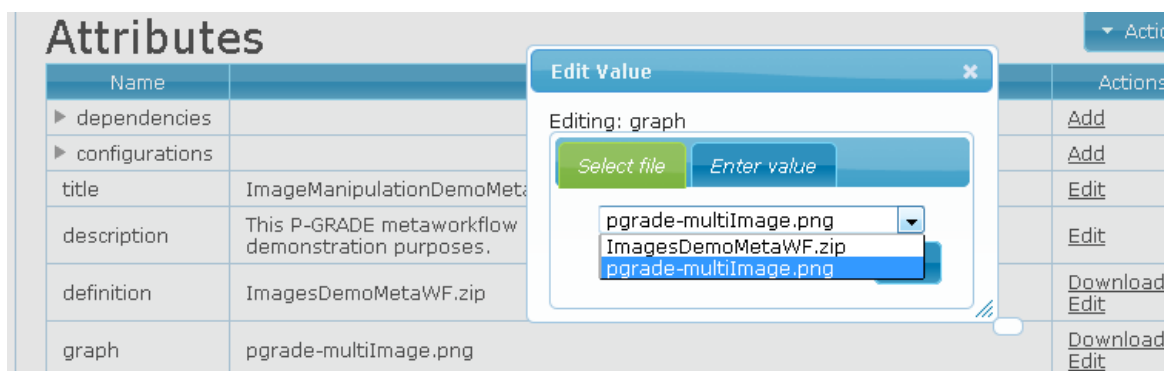 Attributes
Actio
Name
Actions
dependencies
Add
configurations
Add
title
ImageManipulationDemoMeta
Edit
description
This P-GRADE metaworkflow
demonstration purposes.
Edit
definition
ImagesDemoMetaWF.zip
Download
Edit
graph
pgrade-multiImage.png
Download
Edit
Edit Value
Editing: graph
Select file
Enter value
pgrade-multiImage.png
ImagesDemoMetaWF.zip
pgrade-multiImage.png